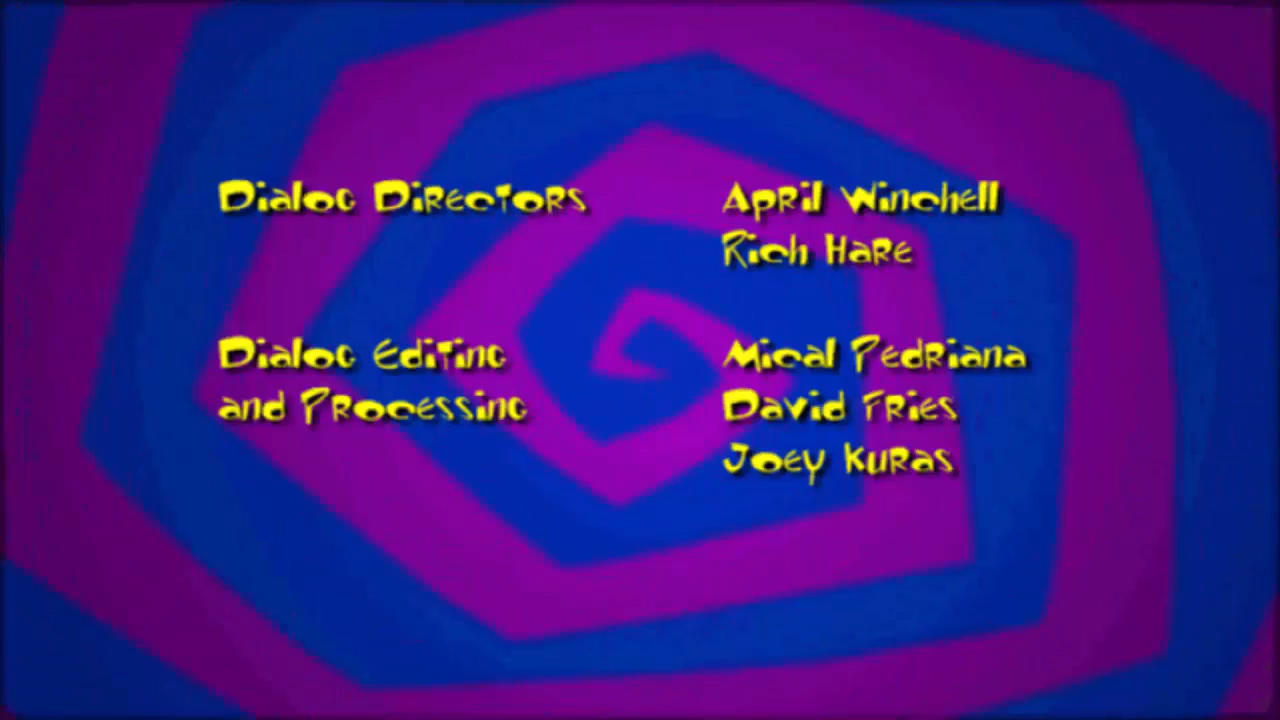 Dialog Directors
April Winchell
Rich Hare
Dialog Editing
and Processing
Mical Pedriana
David Fries
Joey Kuras